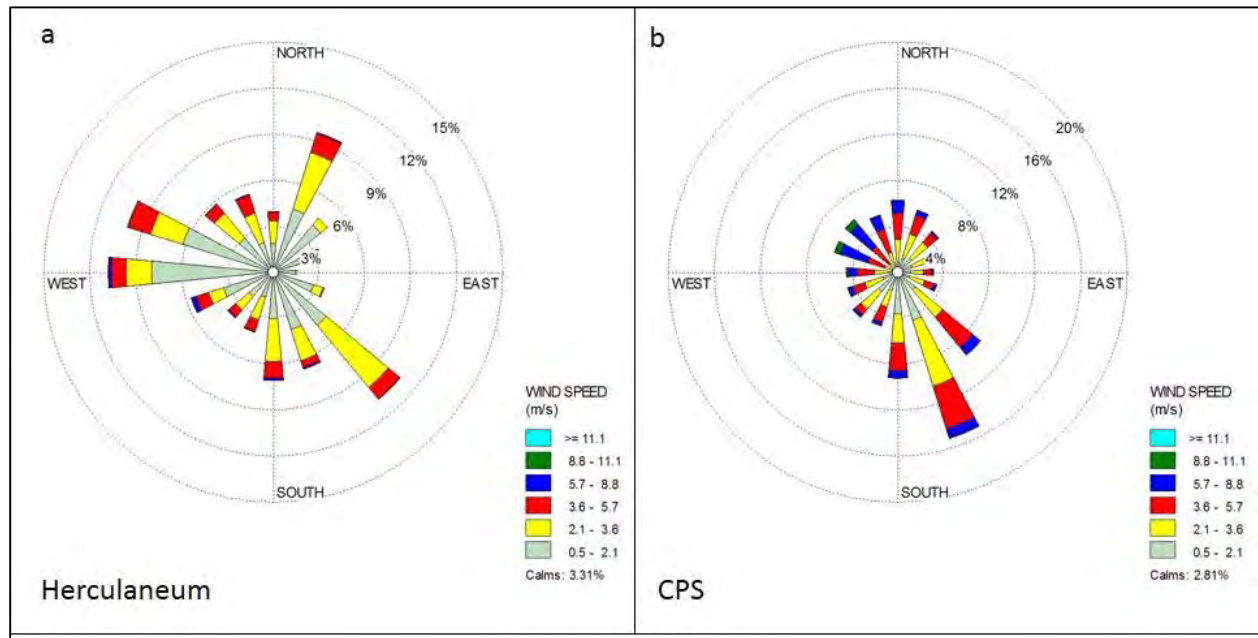 a
NORTH
15%
12%
9%
6%
3%
WEST
EAST
WIND SPEED
(m/s)
>= 11.1
8.8 - 11.1
5.7 - 8.8
3.6 - 5.7
2.1 - 3.6
0.5 - 2.1
Calms: 3.31%
SOUTH
Herculaneum
b
NORTH
20%
16%
12%
8%
4%
WEST
EAST
WIND SPEED
(m/s)
>= 11.1
8.8 - 11.1
5.7 - 8.8
3.6 - 5.7
2.1 - 3.6
0.5 - 2.1
Calms: 2.81%
SOUTH
CPS